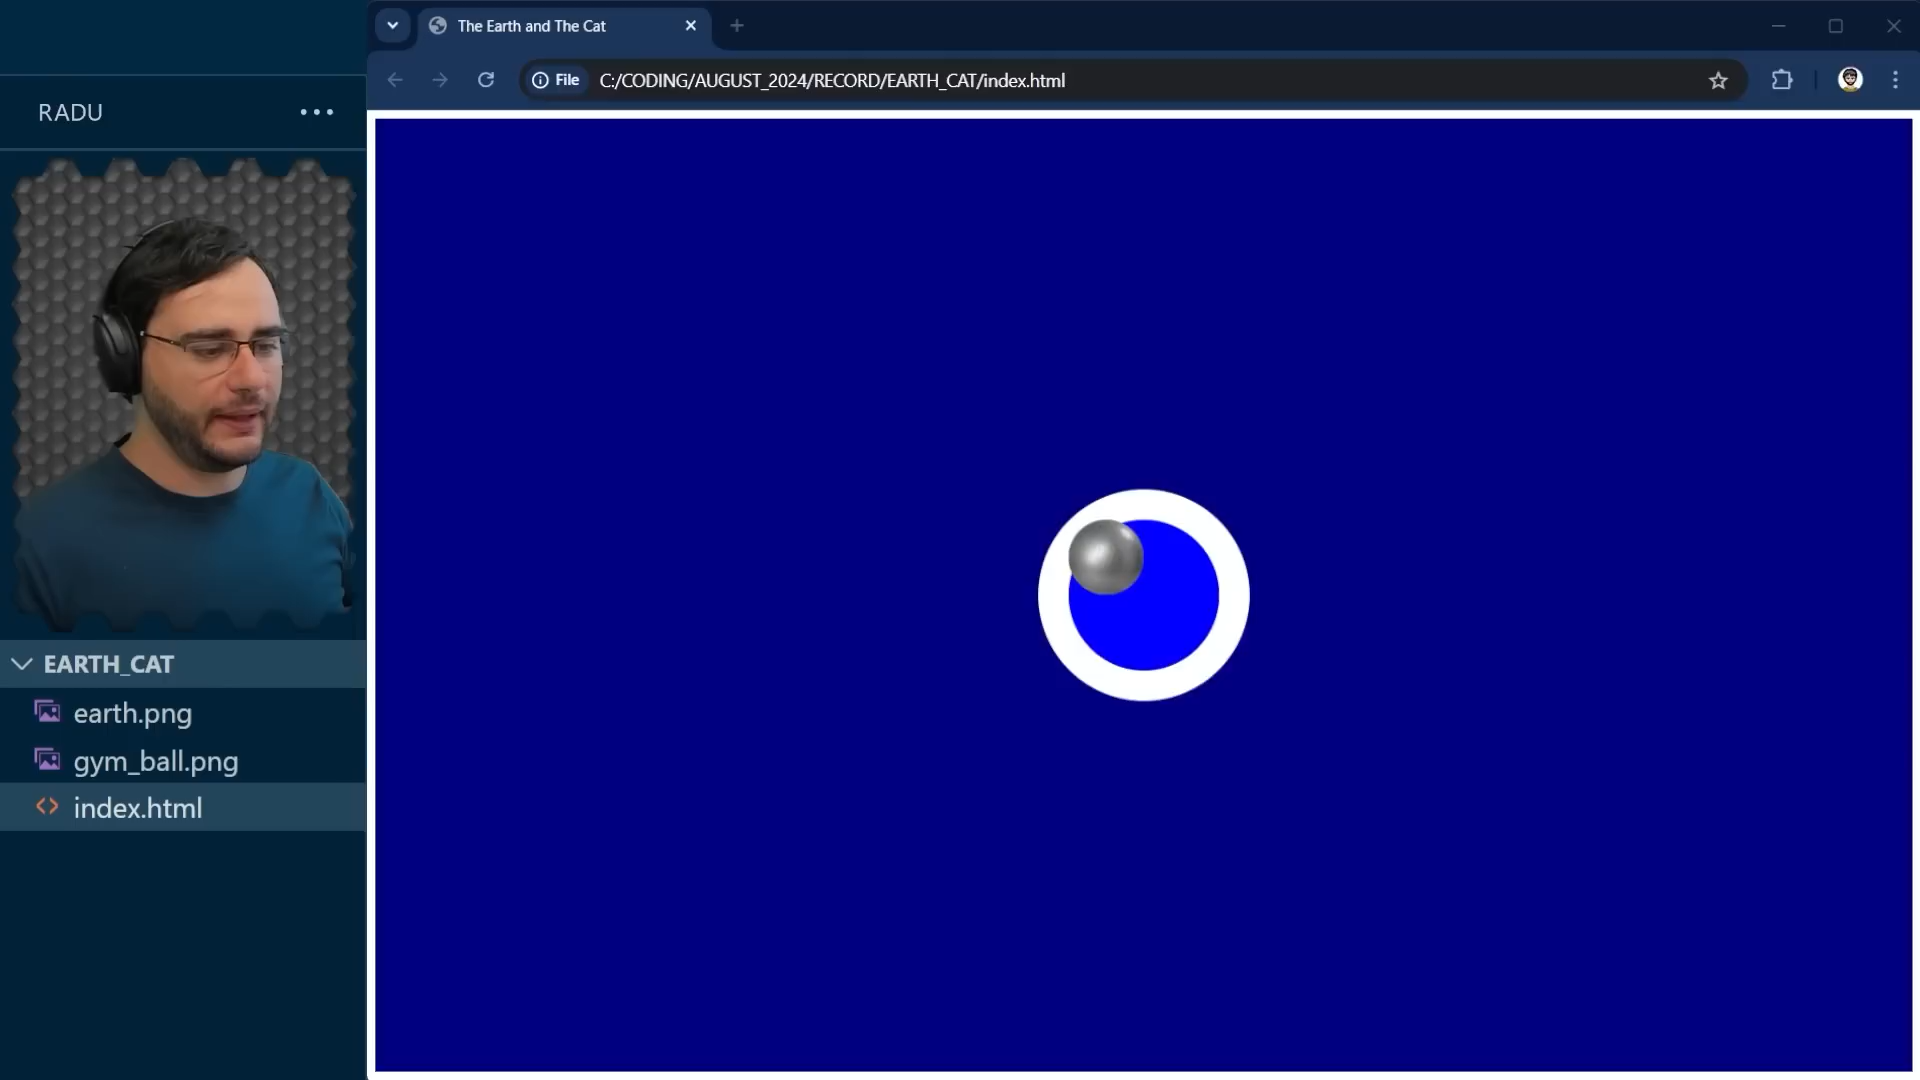 The Earth and The Cat
File C:/CODING/AUGUST_2024/RECORD/EARTH_CAT/index.html
RADU
EARTH_CAT
earth.png
gym_ball.png
index.html